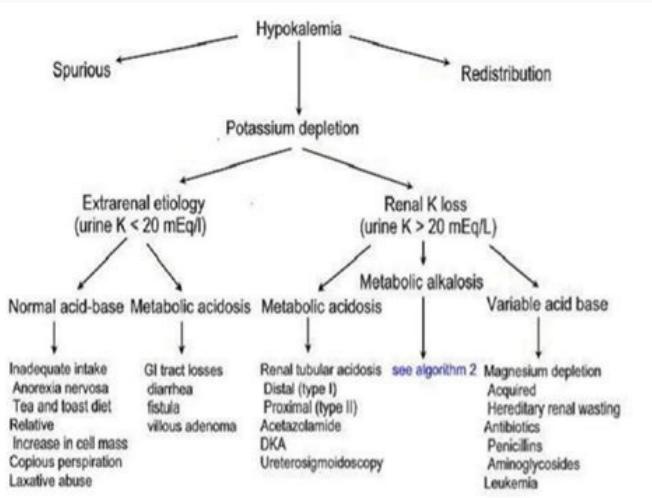 Hypokalemia
Spurious
Redistribution
Potassium depletion
Extrarenal etiology
(urine K < 20 mEq/l)
Renal K loss
(urine K > 20 mEq/L)
Metabolic alkalosis
Normal acid-base
Metabolic acidosis
Metabolic acidosis
Variable acid base
Inadequate intake
Anorexia nervosa
Tea and toast diet
Relative
Increase in cell mass
Copious perspiration
Laxative abuse
GI tract losses
diarrhea
fistula
villous adenoma
Renal tubular acidosis
Distal (type I)
Proximal (type II)
Acetazolamide
DKA
Ureterosigmoidoscopy
see algorithm 2
Magnesium depletion
Acquired
Hereditary renal wasting
Antibiotics
Penicillins
Aminoglycosides
Leukemia